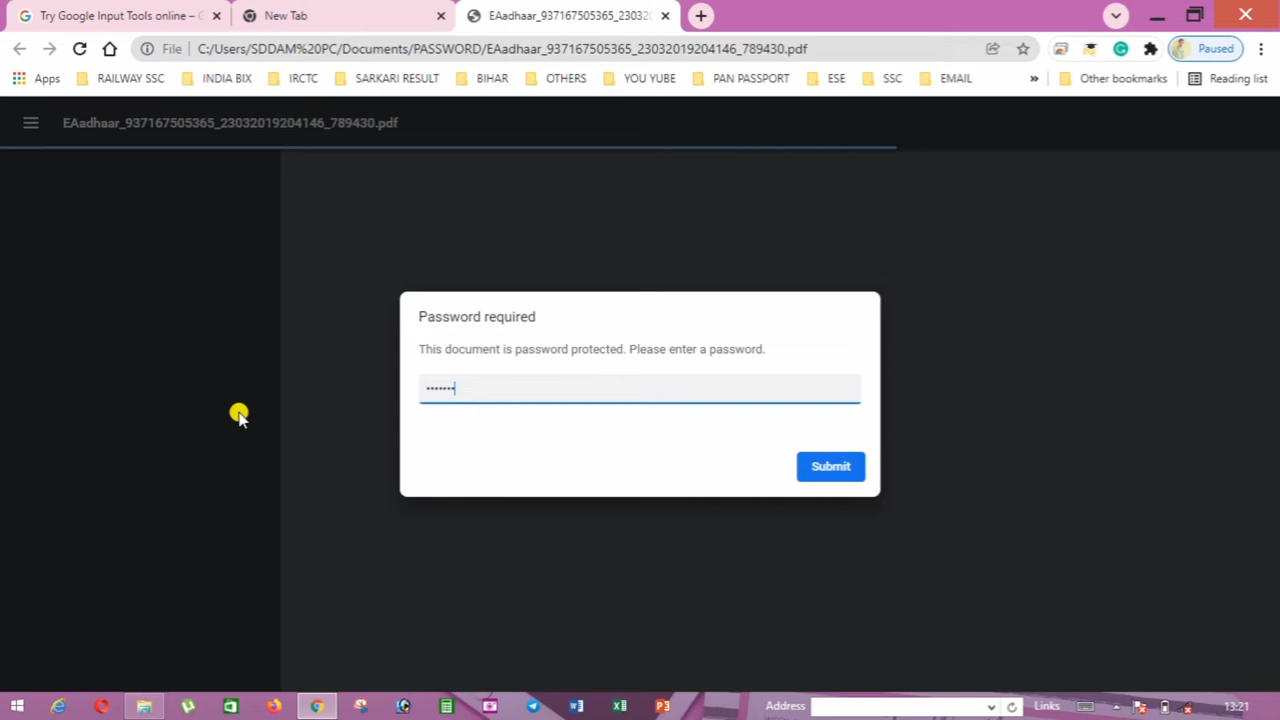 Try Google Input Tools online – G
New Tab
EAadhaar_937167505365_23032
File
C:/Users/SDDAM%20PC/Documents/PASSWORD/EAadhaar_937167505365_23032019204146_789430.pdf
Paused
Apps
RAILWAY SSC
INDIA BIX
IRCTC
SARKARI RESULT
BIHAR
OTHERS
YOU YUBE
PAN PASSPORT
ESE
SSC
EMAIL
»
Other bookmarks
Reading list
EAadhaar_937167505365_23032019204146_789430.pdf
Password required
This document is password protected. Please enter a password.
•••••••
Submit
Address
Links
13:21